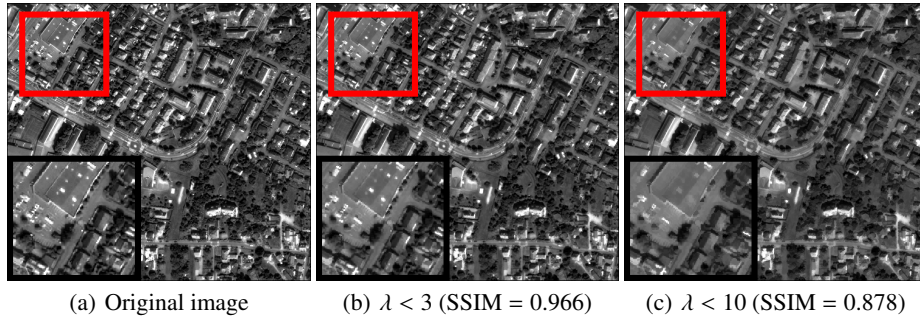 (a) Original image
(b) λ < 3 (SSIM = 0.966)
(c) λ < 10 (SSIM = 0.878)